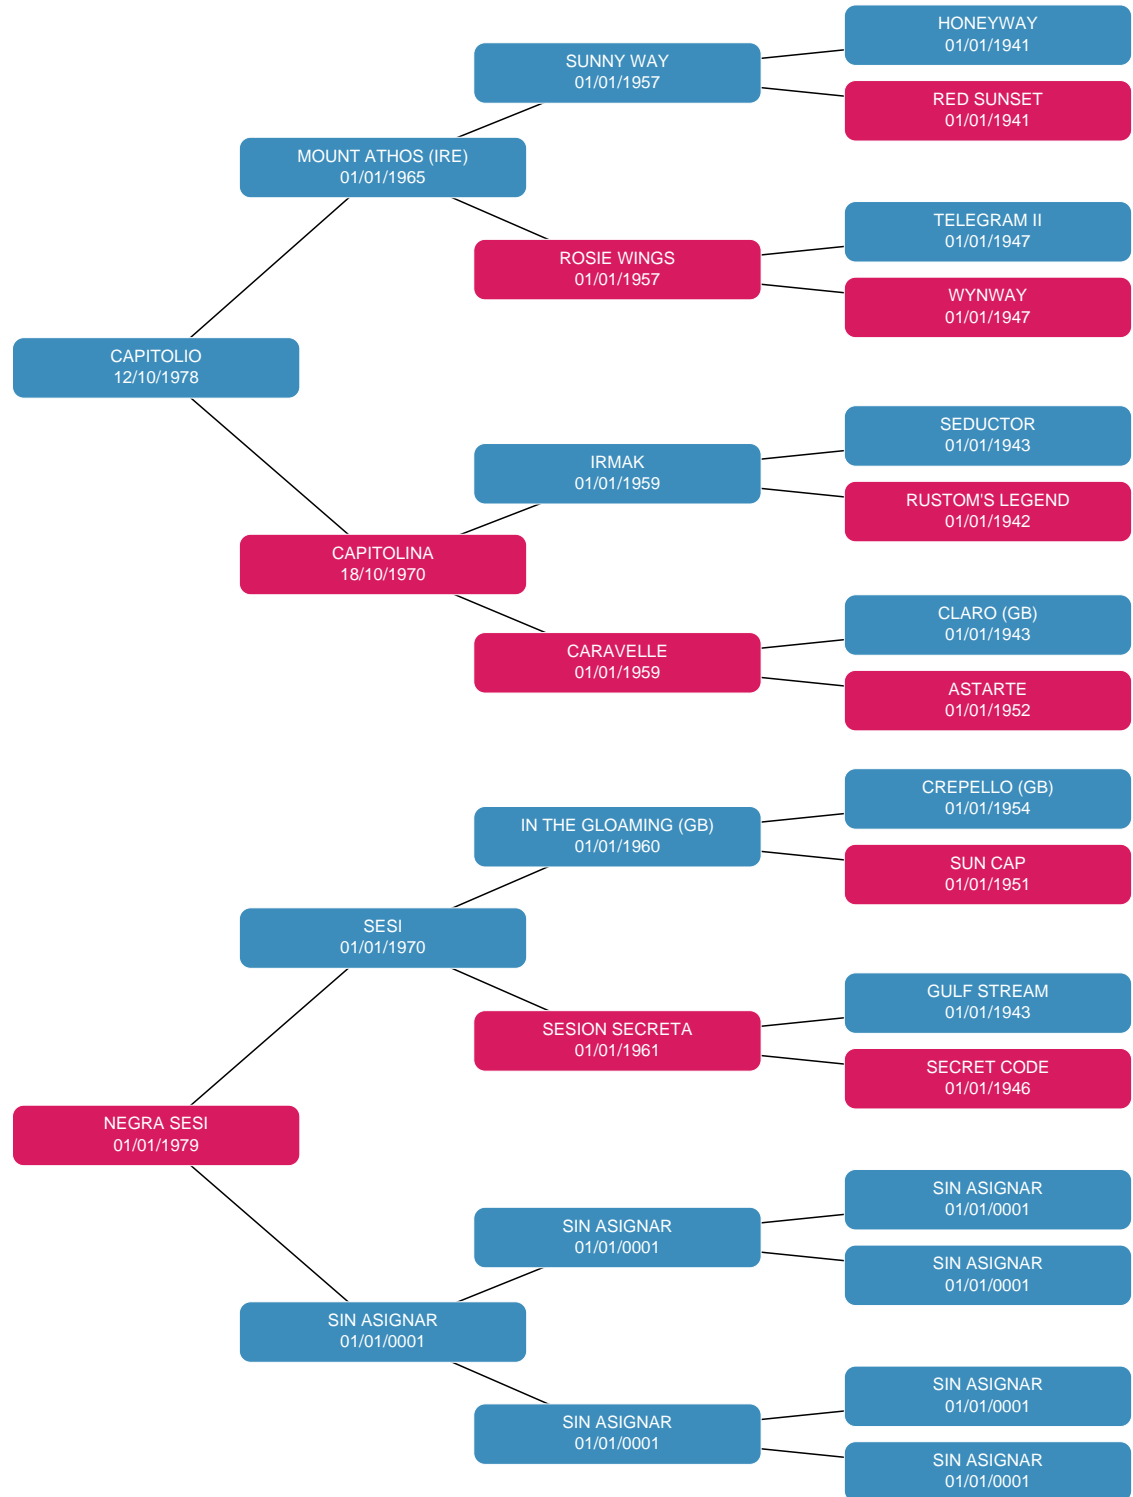 HONEYWAY
01/01/1941
SUNNY WAY
01/01/1957
RED SUNSET
01/01/1941
MOUNT ATHOS (IRE)
01/01/1965
TELEGRAM II
01/01/1947
ROSIE WINGS
01/01/1957
WYNWAY
01/01/1947
CAPITOLIO
12/10/1978
SEDUCTOR
01/01/1943
IRMAK
01/01/1959
RUSTOM'S LEGEND
01/01/1942
CAPITOLINA
18/10/1970
CLARO (GB)
01/01/1943
CARAVELLE
01/01/1959
ASTARTE
01/01/1952
CREPELLO (GB)
01/01/1954
IN THE GLOAMING (GB)
01/01/1960
SUN CAP
01/01/1951
SESI
01/01/1970
GULF STREAM
01/01/1943
SESION SECRETA
01/01/1961
SECRET CODE
01/01/1946
NEGRA SESI
01/01/1979
SIN ASIGNAR
01/01/0001
SIN ASIGNAR
01/01/0001
SIN ASIGNAR
01/01/0001
SIN ASIGNAR
01/01/0001
SIN ASIGNAR
01/01/0001
SIN ASIGNAR
01/01/0001
SIN ASIGNAR
01/01/0001